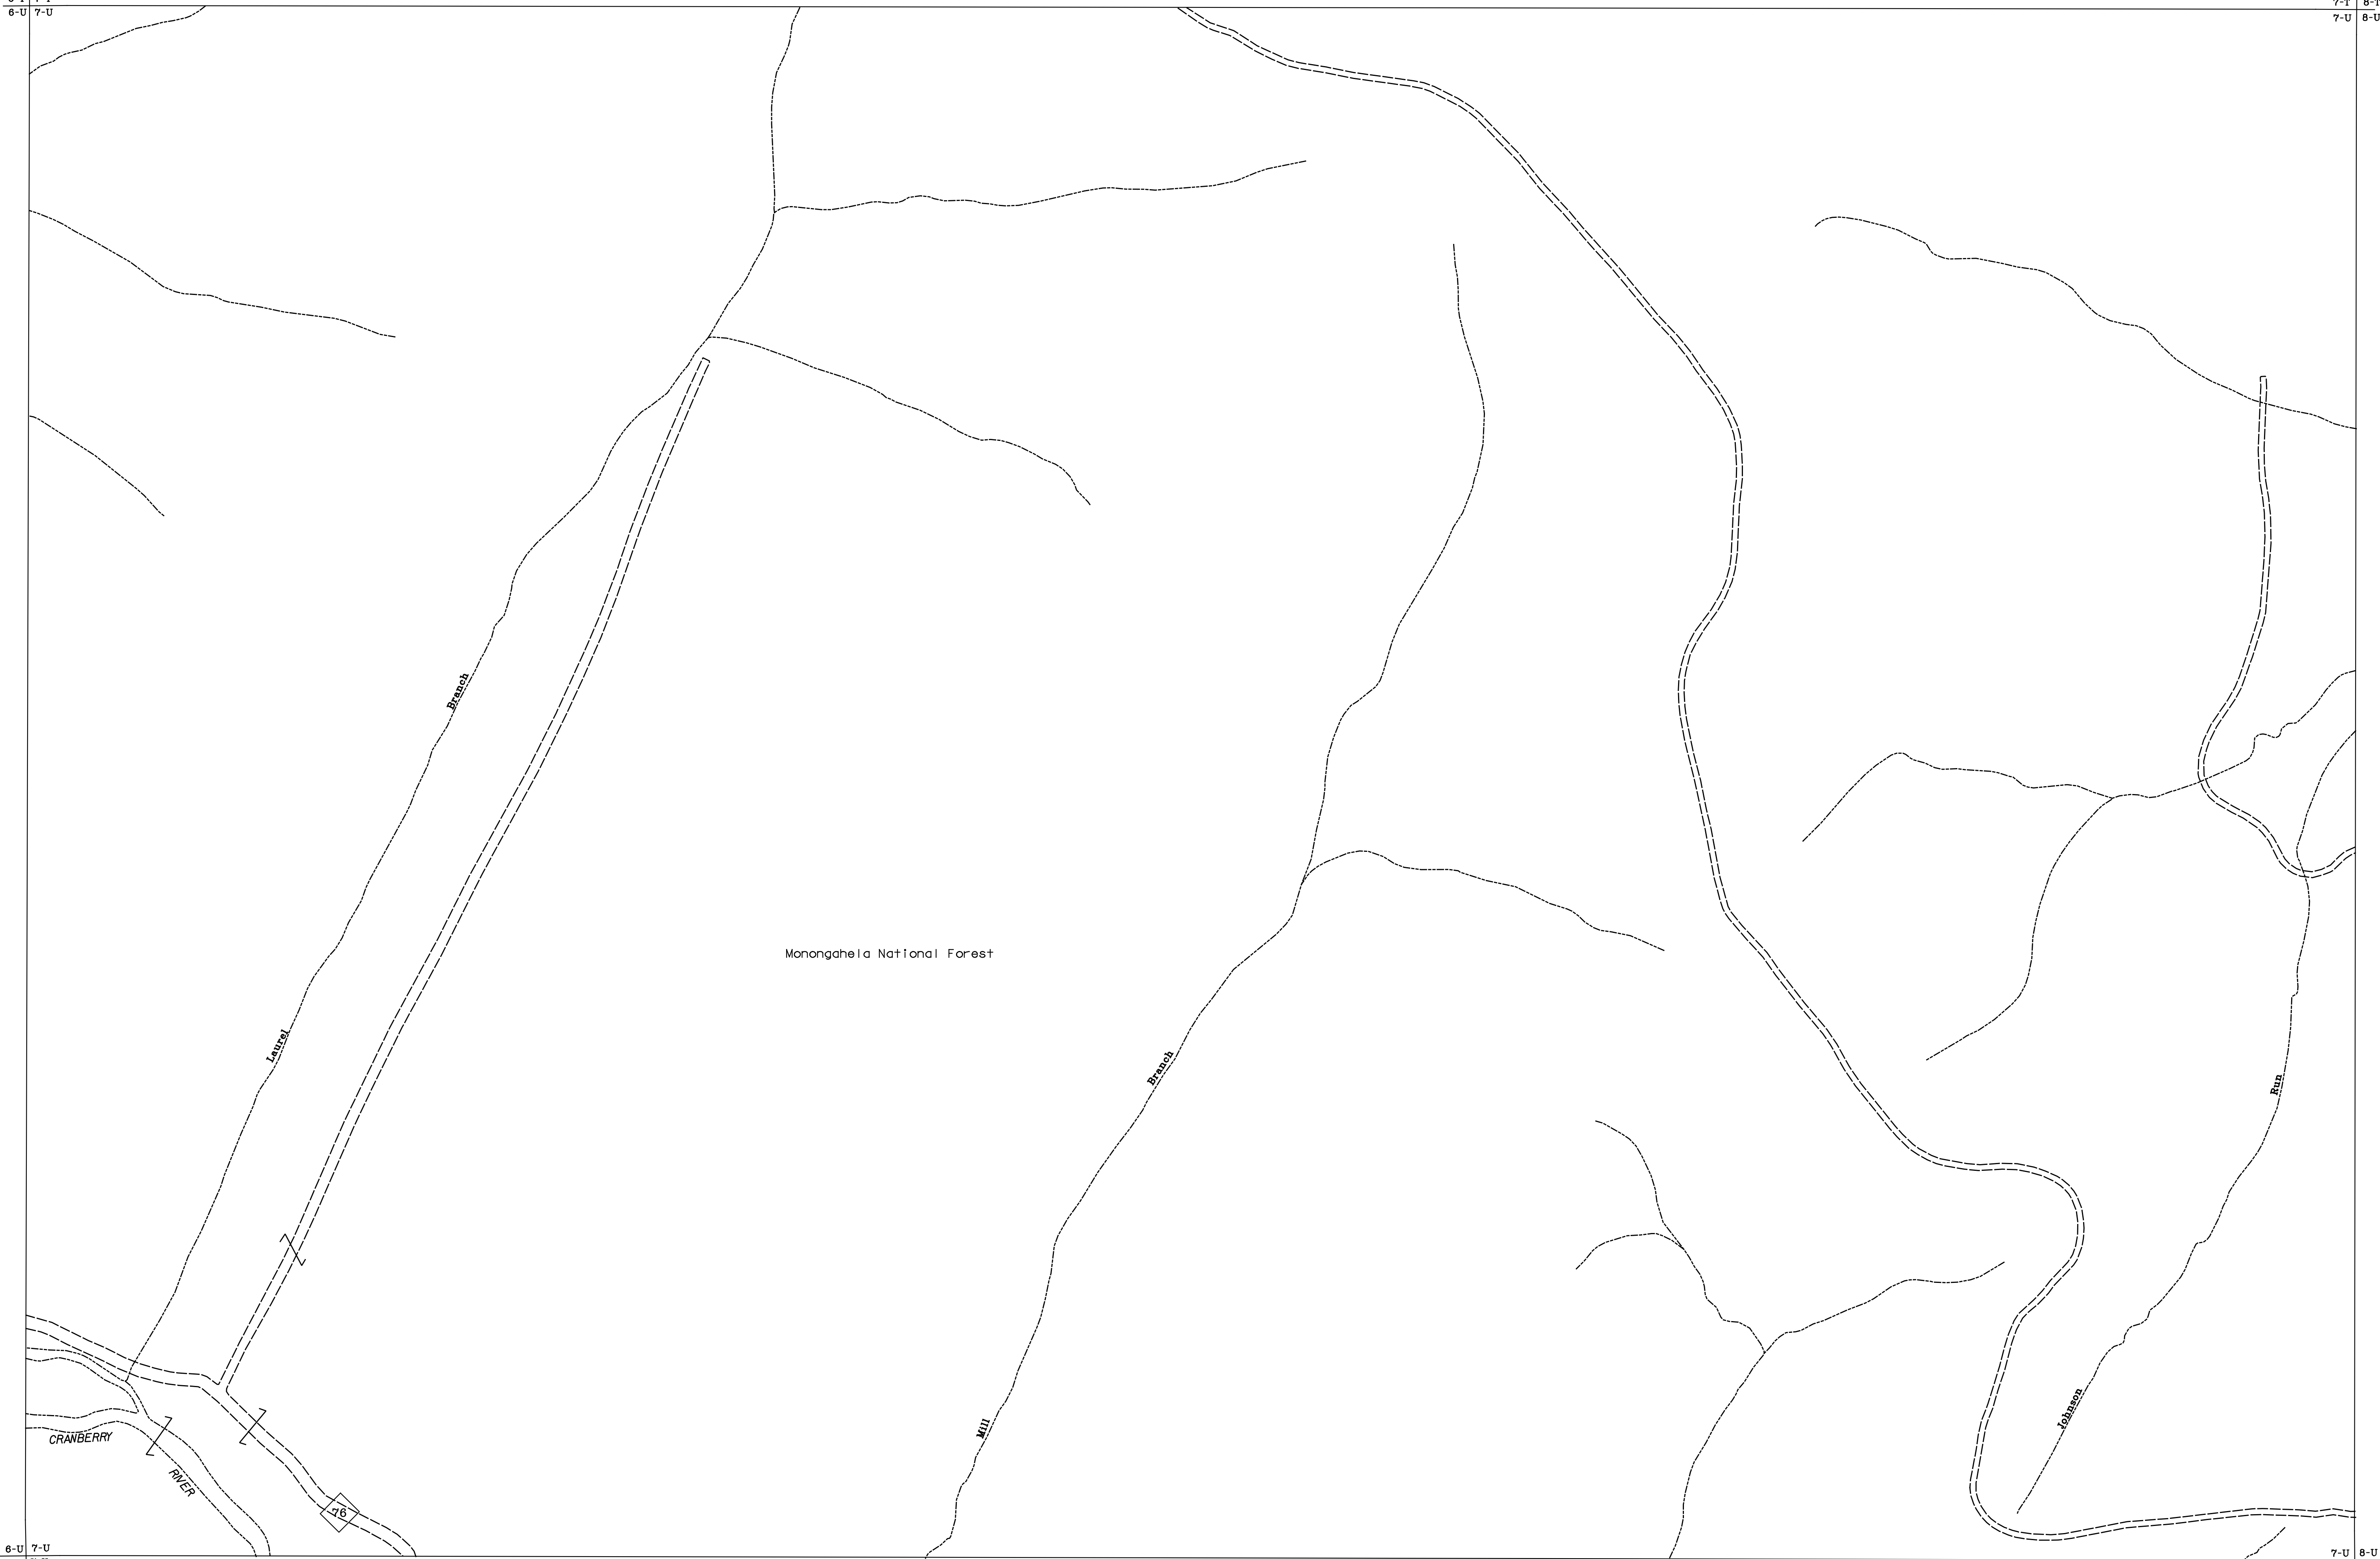 7-T 8-T
6-U 7-U
7-U 8-U
Branch
Monongahela National Forest
Laurel
Branch
Run
Johnson
Mill
CRANBERRY
RIVER
76
6-U 7-U
7-U 8-U